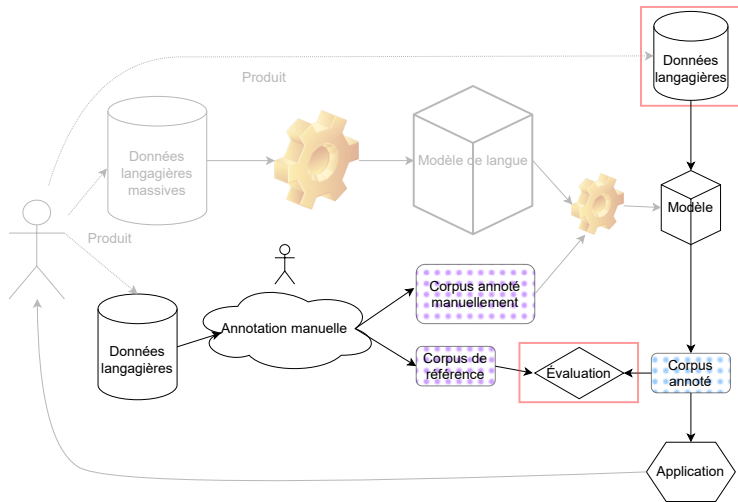 Données
langagières
Produit
Données
langagières
massives
Modèle de langue
Modèle
Produit
Annotation manuelle
Corpus annoté
manuellement
Données
langagières
Corpus de
référence
Évaluation
Corpus
annoté
Application